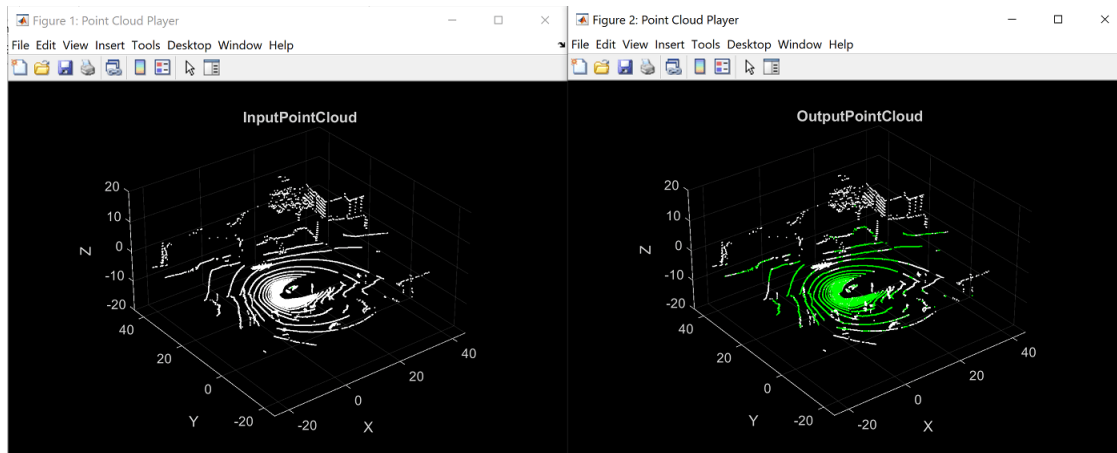 Figure 1: Point Cloud Player
File Edit View Insert Tools Desktop Window Help
InputPointCloud
20
10
0
-10
-20
Z
40
20
0
-20
Y
-20
0
20
40
X
Figure 2: Point Cloud Player
File Edit View Insert Tools Desktop Window Help
OutputPointCloud
20
10
0
-10
-20
Z
40
20
0
-20
Y
-20
0
20
40
X